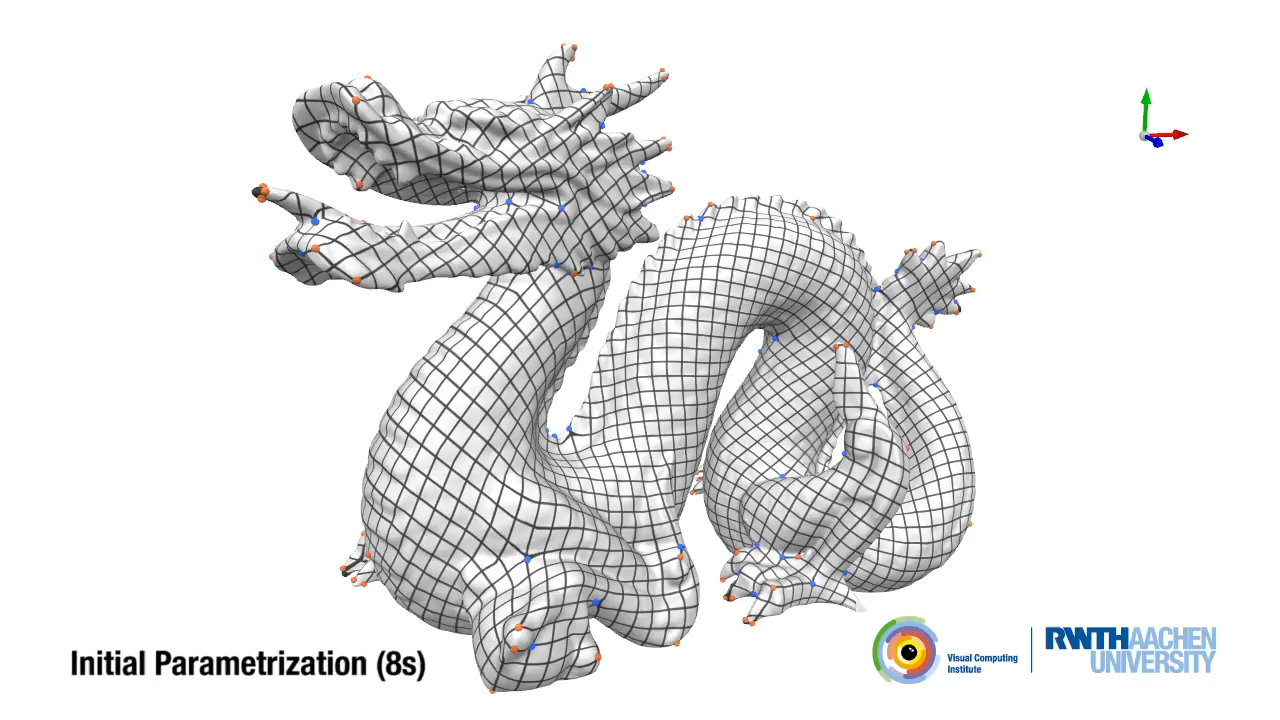 Initial Parametrization (8s)
Visual Computing
Institute
RWTHAACHEN
UNIVERSITY